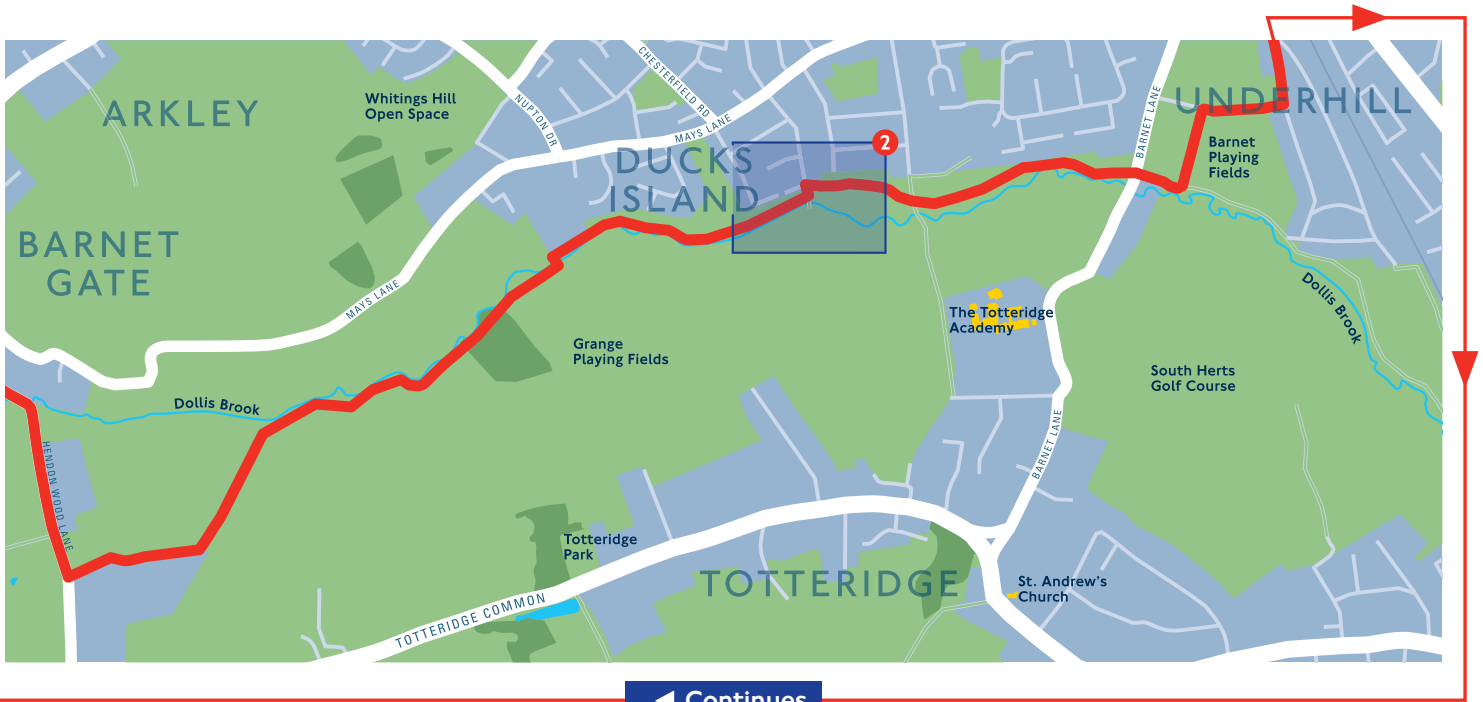 CHESTERFIELD RD
ARKLEY
Whitings Hill
Open Space
NUPTON DR
MAYS LANE
BARNET LANE
UNDERHILL
Barnet
Playing
Fields
2
DUCKS
ISLAND
BARNET
GATE
MAYS LANE
Dollis Brook
The Totteridge
Academy
Grange
Playing Fields
South Herts
Golf Course
Dollis Brook
HENDON WOOD LANE
BARNET LANE
Totteridge
Park
TOTTERIDGE
St. Andrew's
Church
TOTTERIDGE COMMON
Continues